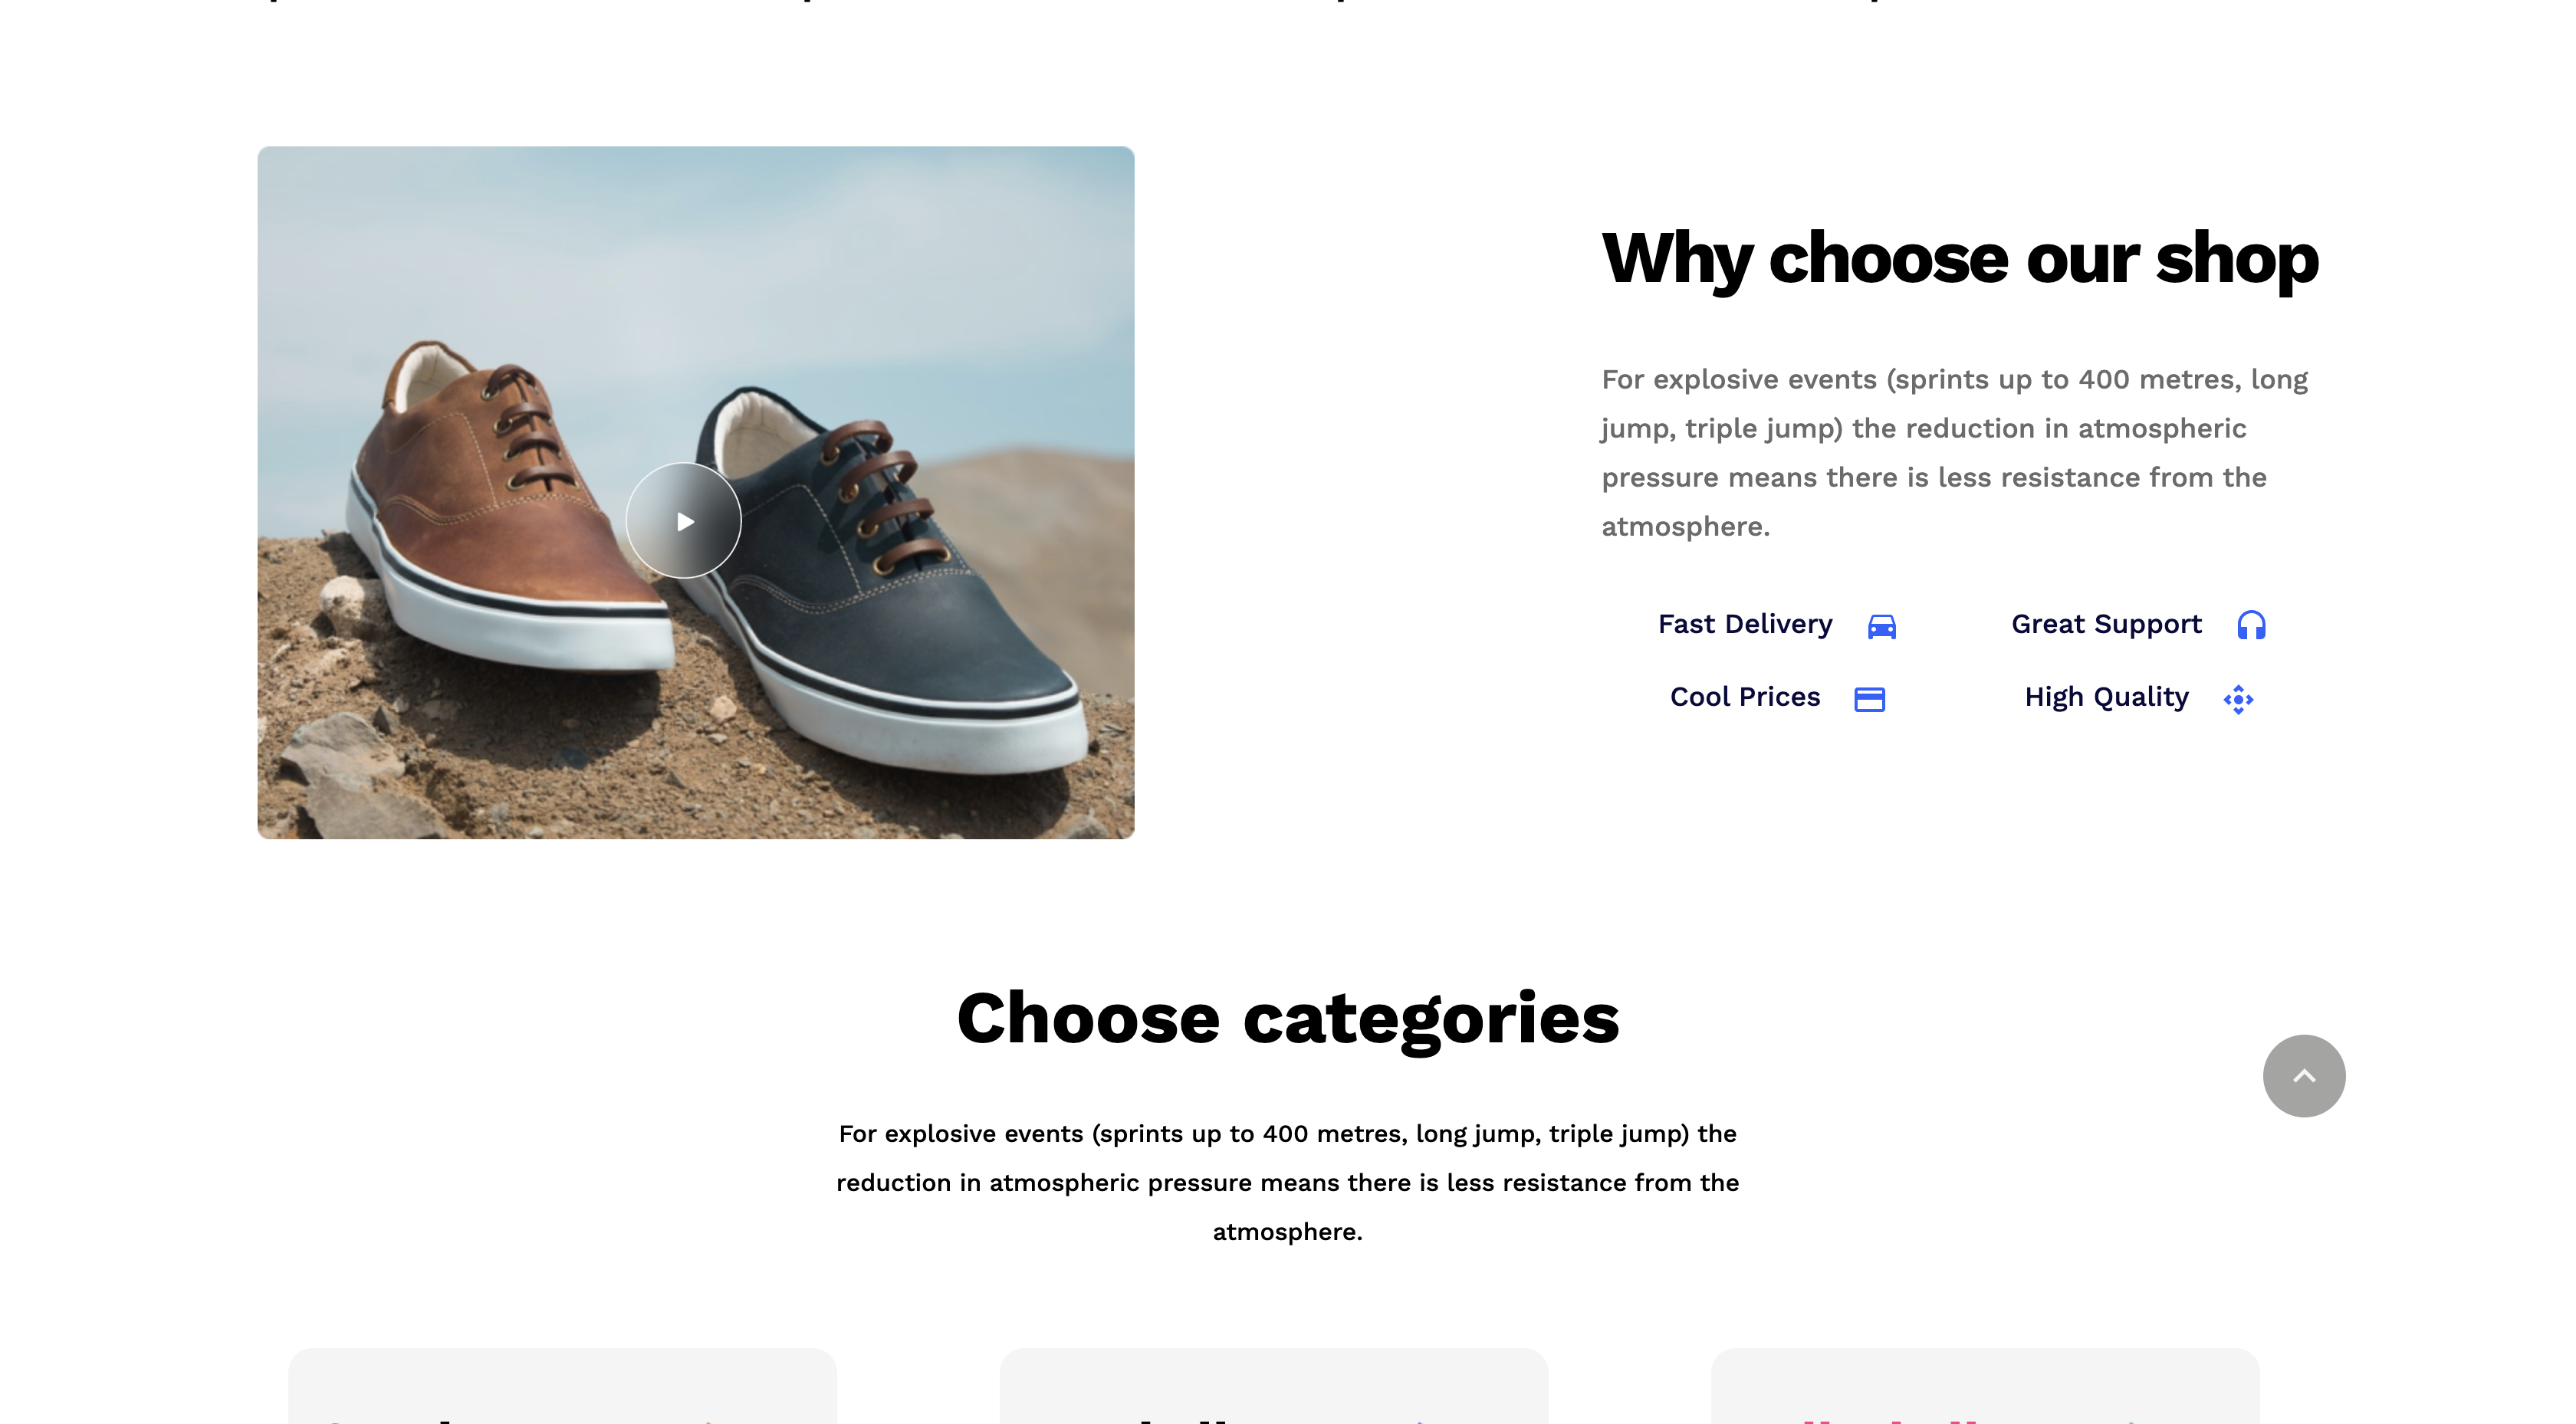 Why choose our shop
For explosive events (sprints up to 400 metres, long
jump, triple jump) the reduction in atmospheric
pressure means there is less resistance from the
atmosphere.
Fast Delivery
Great Support
Cool Prices
High Quality
Choose categories
For explosive events (sprints up to 400 metres, long jump, triple jump) the
reduction in atmospheric pressure means there is less resistance from the
atmosphere.